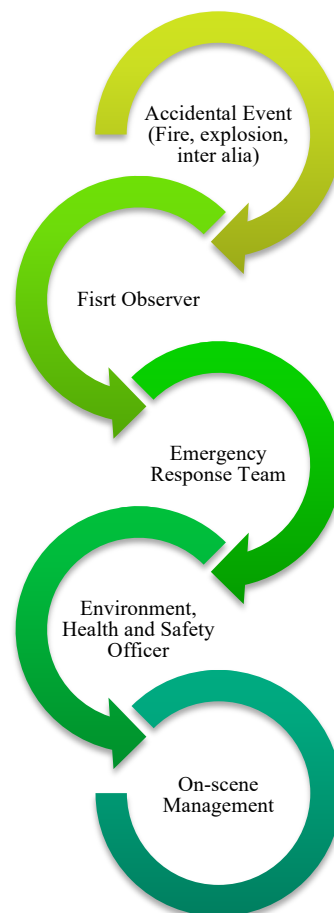 Accidental Event
(Fire, explosion,
inter alia)
Fisrt Observer
Emergency
Response Team
Environment,
Health and Safety
Officer
On-scene
Management